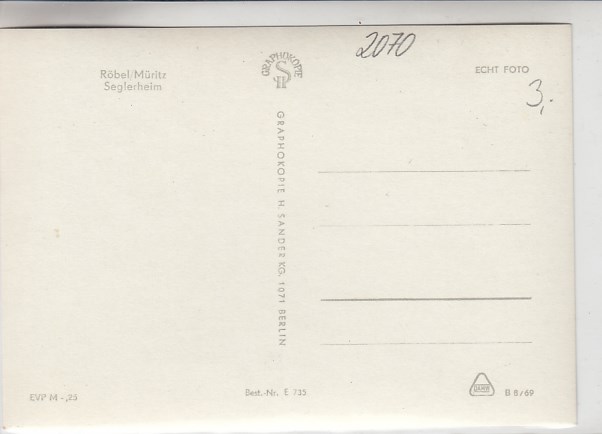 2070
Röbel/Müritz
Seglerheim
GRAPHOKOPIE
ECHT FOTO
3,-
GRAPHOKOPIE H. SANDER KG. 1071 BERLIN
EVP M -,25
Best.-Nr. E 735
B 8/69